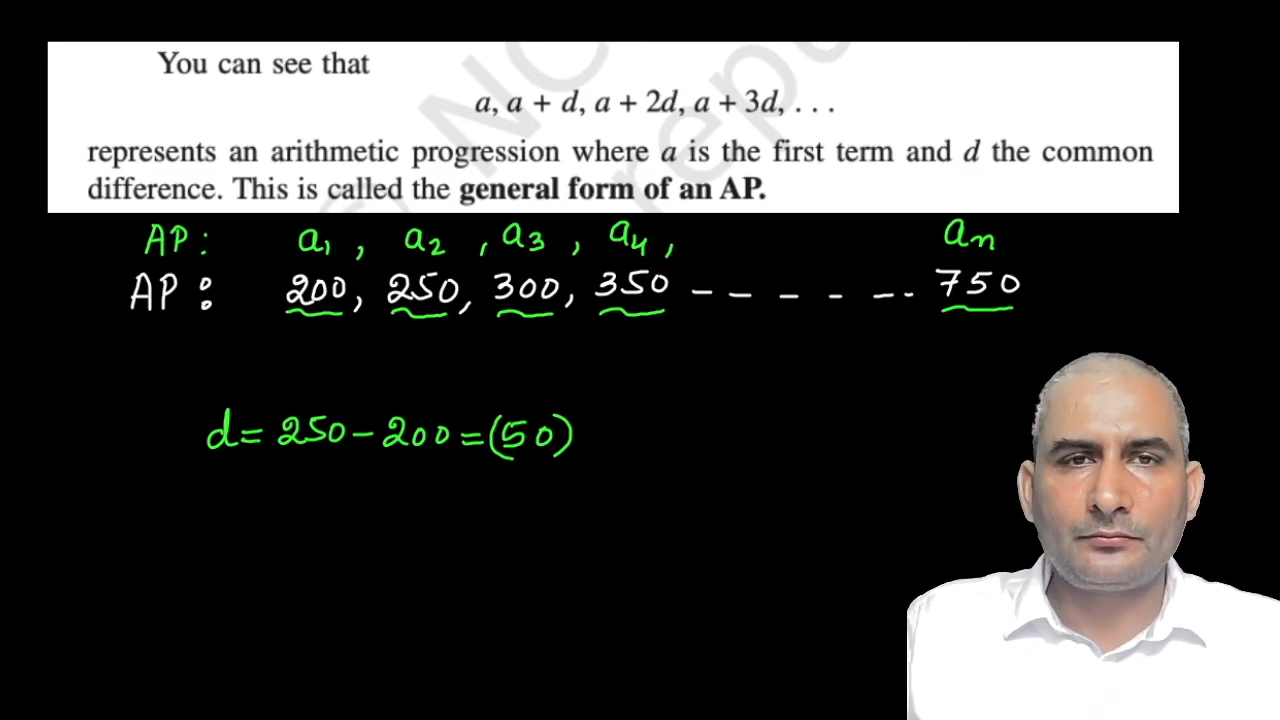 You can see that
a, a + d, a + 2d, a + 3d, . . .
represents an arithmetic progression where a is the first term and d the common
difference. This is called the general form of an AP.
AP : a₁ , a₂ , a₃ , a₄ , aₙ
AP : 200, 250, 300, 350 - - - - - - - 750
d = 250 - 200 = (50)